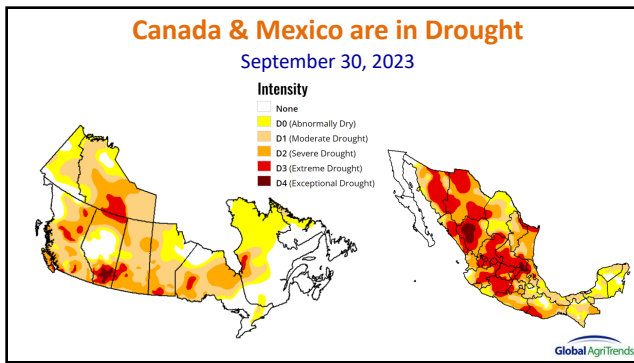 Canada & Mexico are in Drought
September 30, 2023
Intensity
None
D0 (Abnormally Dry)
D1 (Moderate Drought)
D2 (Severe Drought)
D3 (Extreme Drought)
D4 (Exceptional Drought)
Global AgriTrends